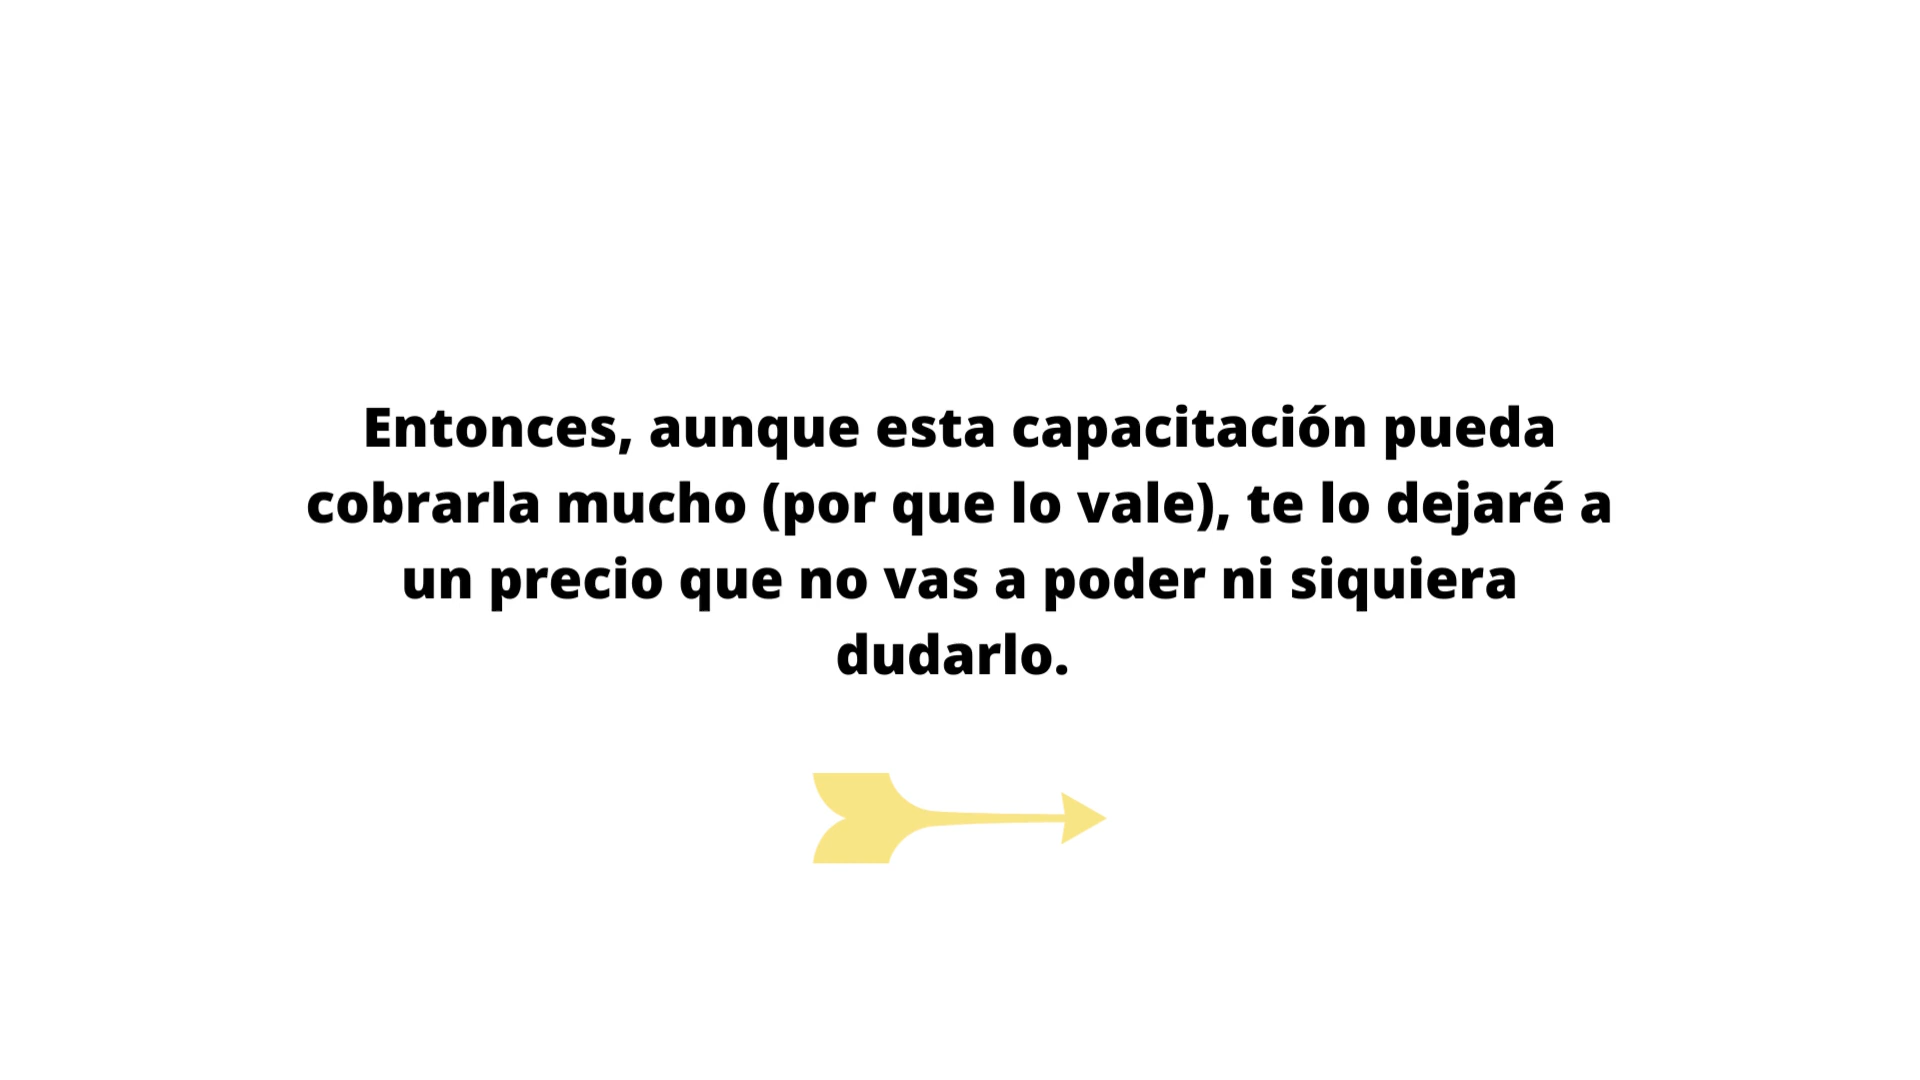 Entonces, aunque esta capacitación pueda
cobrarla mucho (por que lo vale), te lo dejaré a
un precio que no vas a poder ni siquiera
dudarlo.